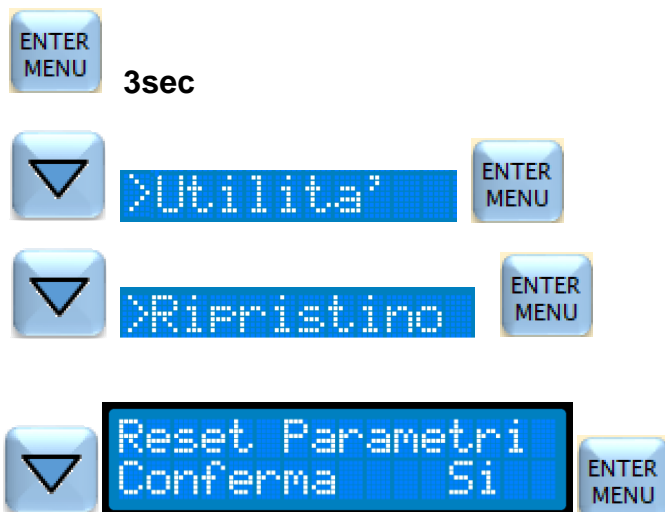 ENTER
MENU
3sec
>Utilita'
ENTER
MENU
>Ripristino
ENTER
MENU
Reset Parametri
Conferma Si
ENTER
MENU